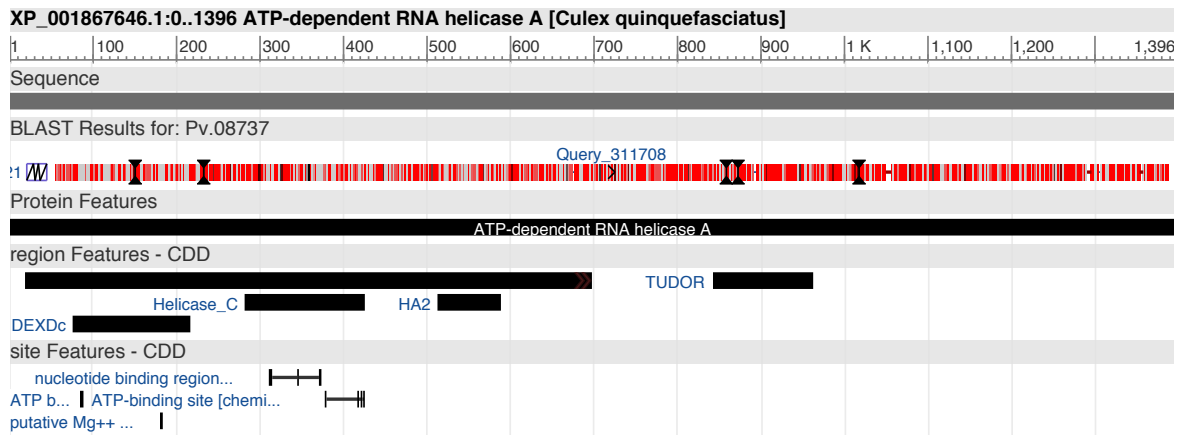 XP_001867646.1:0..1396 ATP-dependent RNA helicase A [Culex quinquefasciatus]
1 100 200 300 400 500 600 700 800 900 1 K 1,100 1,200 1,396
Sequence
BLAST Results for: Pv.08737
Query_311708
21
Protein Features
ATP-dependent RNA helicase A
region Features - CDD
TUDOR
Helicase_C HA2
DEXDc
site Features - CDD
nucleotide binding region...
ATP b... ATP-binding site [chemi...
putative Mg++ ...